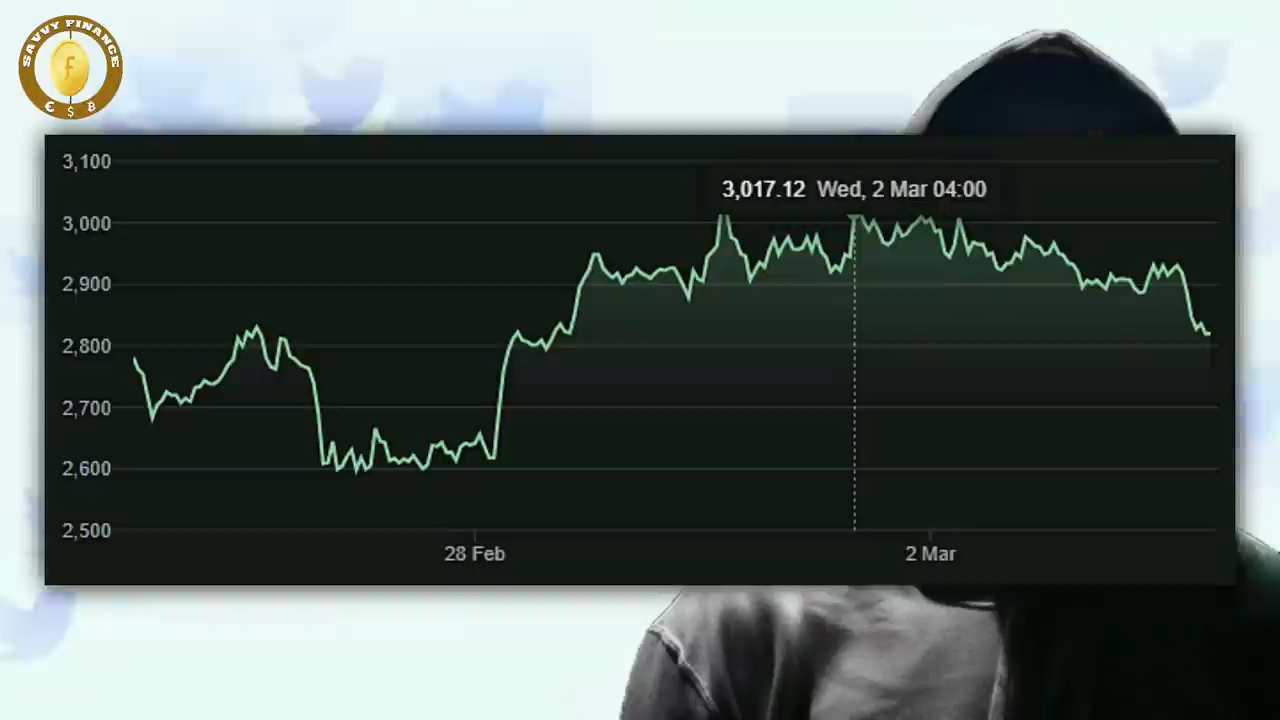 SAVVY FINANCE
£
€ $ ₿
3,100
3,017.12 Wed, 2 Mar 04:00
3,000
2,900
2,800
2,700
2,600
2,500
28 Feb
2 Mar